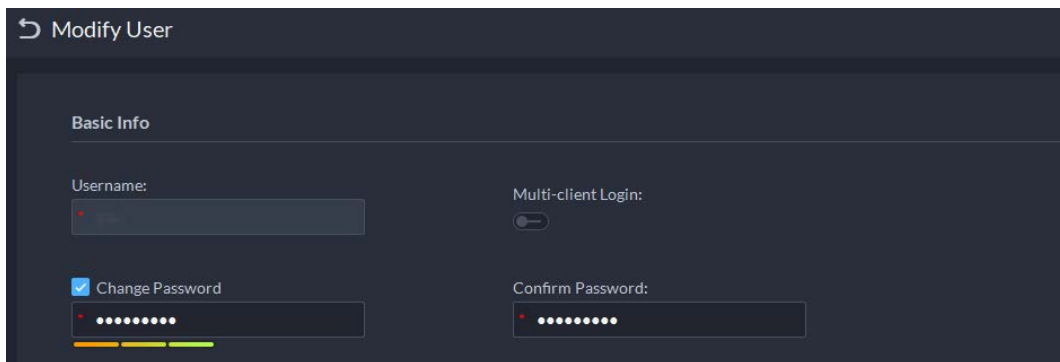 Modify User
Basic Info
Username:
Multi-client Login:
*
Change Password
Confirm Password:
* ●●●●●●●●●
* ●●●●●●●●●